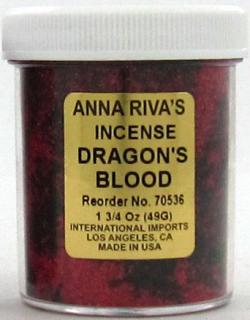 ANNA RIVA'S
INCENSE
DRAGON'S
BLOOD
Reorder No. 70536
1 3/4 Oz (49G)
INTERNATIONAL IMPORTS
LOS ANGELES, CA
MADE IN USA